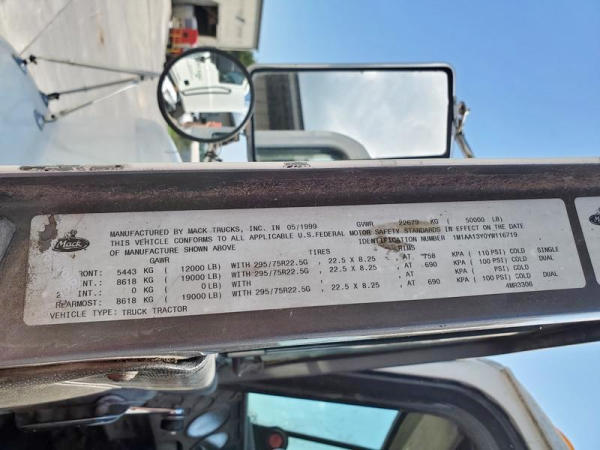 MACK TRUCKS, INC.
MANUFACTURED BY MACK TRUCKS, INC. IN 05/1999 GVWR 22679 KG ( 50000 LB)
THIS VEHICLE CONFORMS TO ALL APPLICABLE U.S.FEDERAL MOTOR SAFETY STANDARDS IN EFFECT ON THE DATE
OF MANUFACTURE SHOWN ABOVE IDENTIFICATION NUMBER 1M1AA13Y0YW116719
Mack
GAWR TIRES RIMS
FRONT: 5443 KG ( 12000 LB) WITH 295/75R22.5G , 22.5 X 8.25 , AT 758 KPA ( 110 PSI) COLD SINGLE
INT.: 8618 KG ( 19000 LB) WITH 295/75R22.5G , 22.5 X 8.25 , AT 690 KPA ( 100 PSI) COLD DUAL
2 INT.: 0 KG ( 0 LB) WITH , AT KPA ( PSI) COLD
REARMOST: 8618 KG ( 19000 LB) WITH 295/75R22.5G , 22.5 X 8.25 , AT 690 KPA ( 100 PSI) COLD DUAL
VEHICLE TYPE: TRUCK TRACTOR 4MR3306